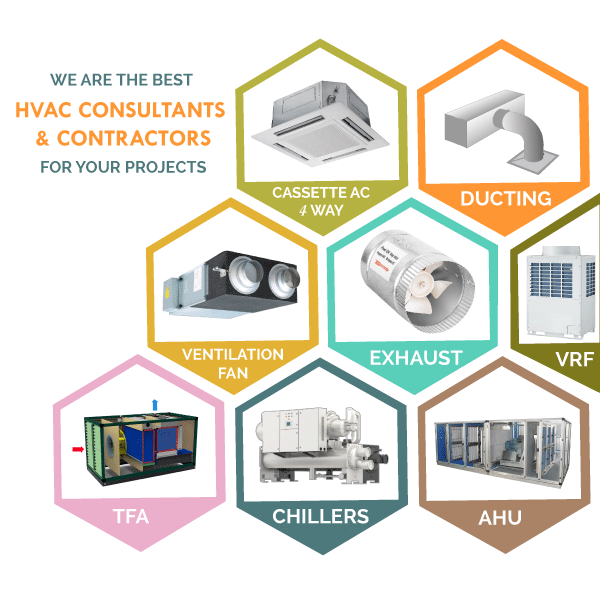 WE ARE THE BEST
HVAC CONSULTANTS
& CONTRACTORS
FOR YOUR PROJECTS
CASSETTE AC
4 WAY
DUCTING
VENTILATION
FAN
EXHAUST
VRF
TFA
CHILLERS
AHU